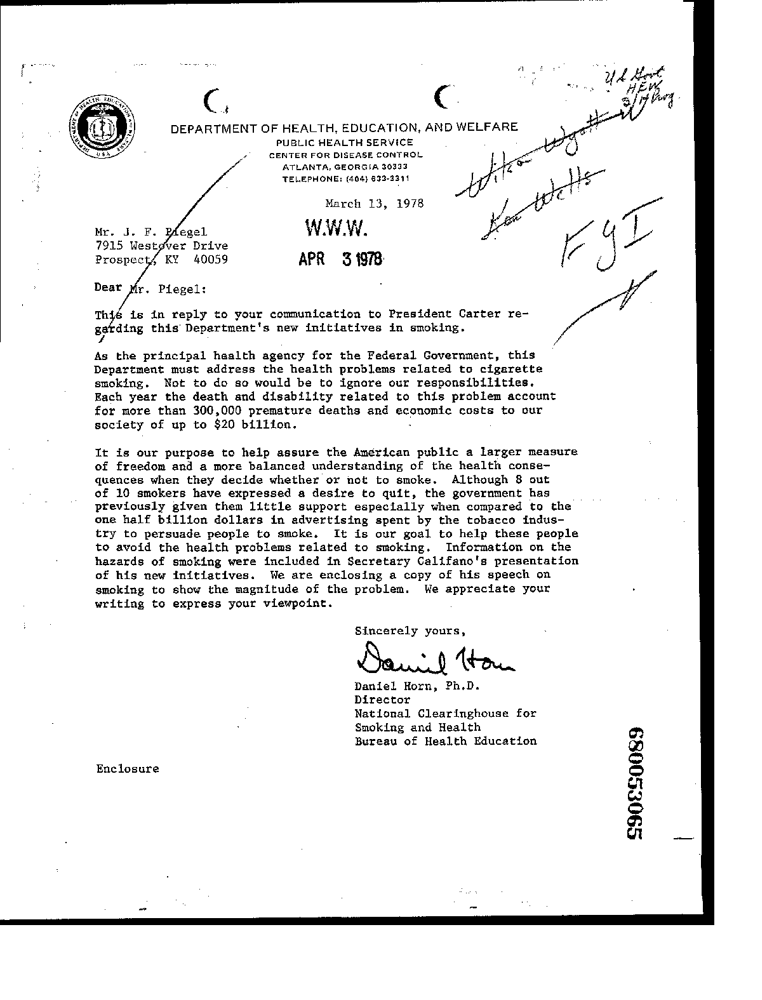 U S Govt
HEW
DEPARTMENT OF HEALTH, EDUCATION, AND WELFARE
PUBLIC HEALTH SERVICE
CENTER FOR DISEASE CONTROL
ATLANTA, GEORGIA 30333
TELEPHONE: (404) 633-3311
Wilson Wyatt
Ken Wells
FYI
March 13, 1978
W.W.W.
APR 3 1978
Mr. J. F. Piegel
7915 Westover Drive
Prospect, KY 40059
Dear Mr. Piegel:
This is in reply to your communication to President Carter re-
garding this Department's new initiatives in smoking.
As the principal health agency for the Federal Government, this
Department must address the health problems related to cigarette
smoking. Not to do so would be to ignore our responsibilities.
Each year the death and disability related to this problem account
for more than 300,000 premature deaths and economic costs to our
society of up to $20 billion.
It is our purpose to help assure the American public a larger measure
of freedom and a more balanced understanding of the health conse-
quences when they decide whether or not to smoke. Although 8 out
of 10 smokers have expressed a desire to quit, the government has
previously given them little support especially when compared to the
one half billion dollars in advertising spent by the tobacco indus-
try to persuade people to smoke. It is our goal to help these people
to avoid the health problems related to smoking. Information on the
hazards of smoking were included in Secretary Califano's presentation
of his new initiatives. We are enclosing a copy of his speech on
smoking to show the magnitude of the problem. We appreciate your
writing to express your viewpoint.
Sincerely yours,
Daniel Horn
Daniel Horn, Ph.D.
Director
National Clearinghouse for
Smoking and Health
Bureau of Health Education
Enclosure
680053065